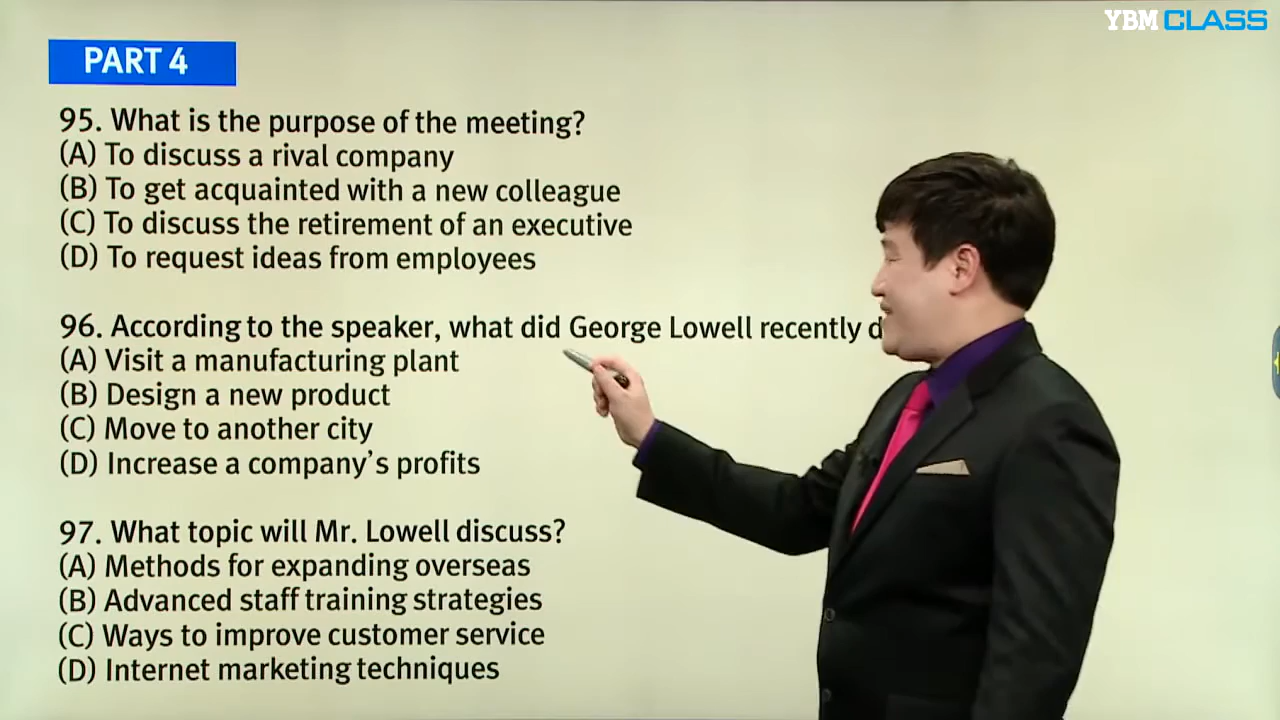 YBM CLASS
PART 4
95. What is the purpose of the meeting?
(A) To discuss a rival company
(B) To get acquainted with a new colleague
(C) To discuss the retirement of an executive
(D) To request ideas from employees
96. According to the speaker, what did George Lowell recently
(A) Visit a manufacturing plant
(B) Design a new product
(C) Move to another city
(D) Increase a company's profits
97. What topic will Mr. Lowell discuss?
(A) Methods for expanding overseas
(B) Advanced staff training strategies
(C) Ways to improve customer service
(D) Internet marketing techniques